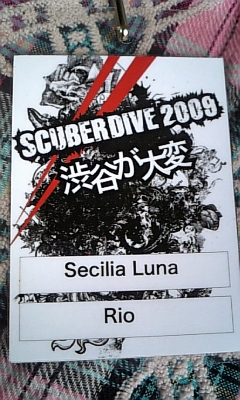 SCUBERDIVE 2009
渋谷が大変
Secilia Luna
Rio